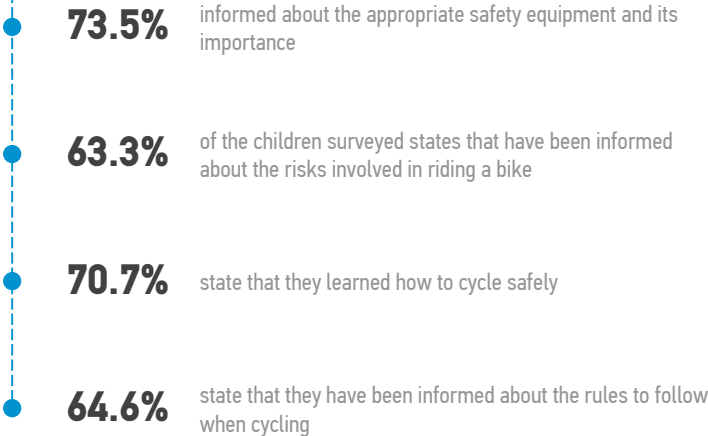 73.5%
informed about the appropriate safety equipment and its
importance
63.3%
of the children surveyed states that have been informed
about the risks involved in riding a bike
70.7%
state that they learned how to cycle safely
64.6%
state that they have been informed about the rules to follow
when cycling